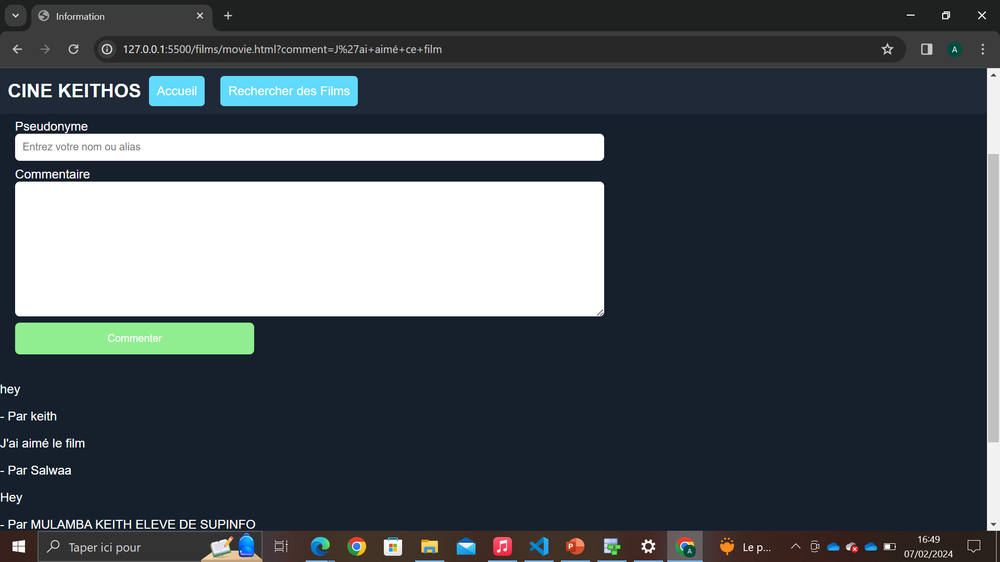 Information
127.0.0.1:5500/films/movie.html?comment=J%27ai+aimé+ce+film
A
CINE KEITHOS
Accueil
Rechercher des Films
Pseudonyme
Entrez votre nom ou alias
Commentaire
Commenter
hey
- Par keith
J'ai aimé le film
- Par Salwaa
Hey
- Par MULAMBA KEITH ELEVE DE SUPINFO
Taper ici pour
P
A
Le p...
16:49
07/02/2024